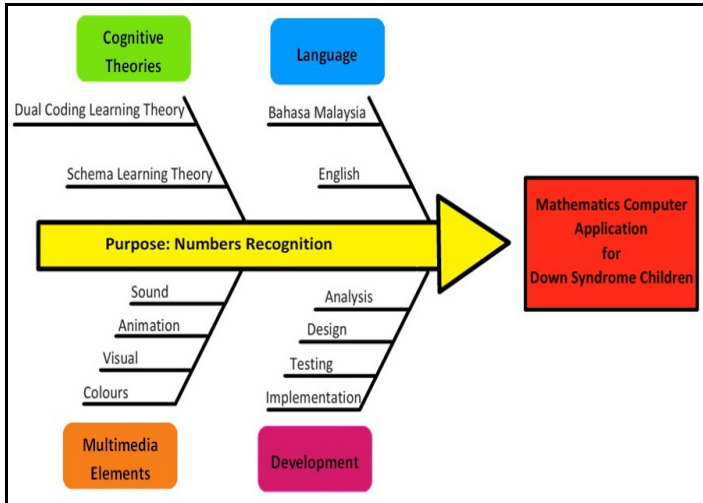 Cognitive
Theories
Language
Dual Coding Learning Theory
Bahasa Malaysia
Schema Learning Theory
English
Purpose: Numbers Recognition
Mathematics Computer
Application
for
Down Syndrome Children
Sound
Animation
Visual
Colours
Analysis
Design
Testing
Implementation
Multimedia
Elements
Development